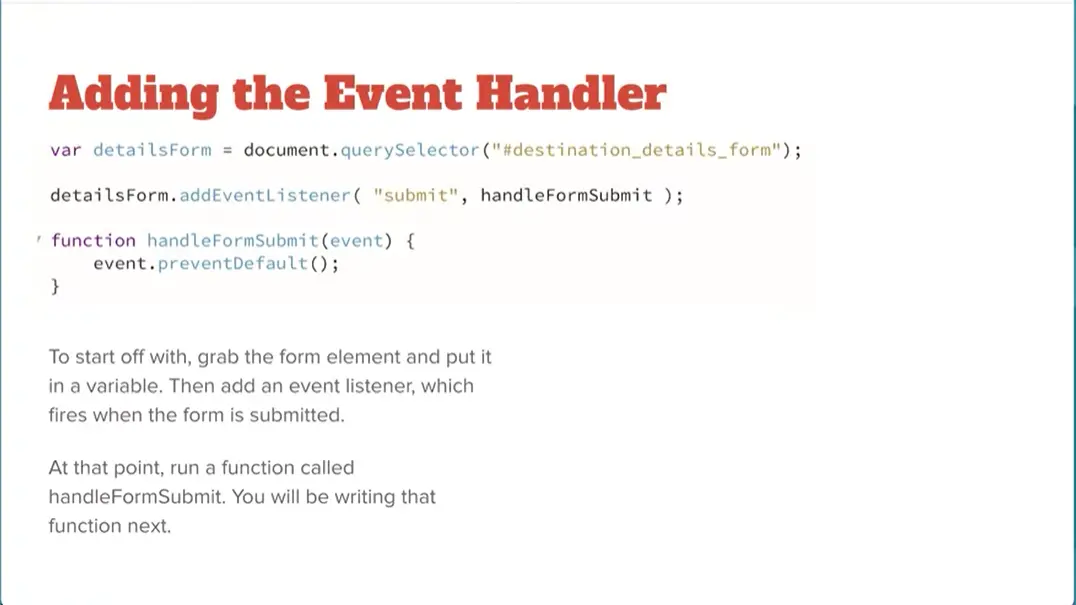 Adding the Event Handler
var detailsForm = document.querySelector("#destination_details_form");
detailsForm.addEventListener( "submit", handleFormSubmit );
function handleFormSubmit(event) {
    event.preventDefault();
}
To start off with, grab the form element and put it
in a variable. Then add an event listener, which
fires when the form is submitted.
At that point, run a function called
handleFormSubmit. You will be writing that
function next.